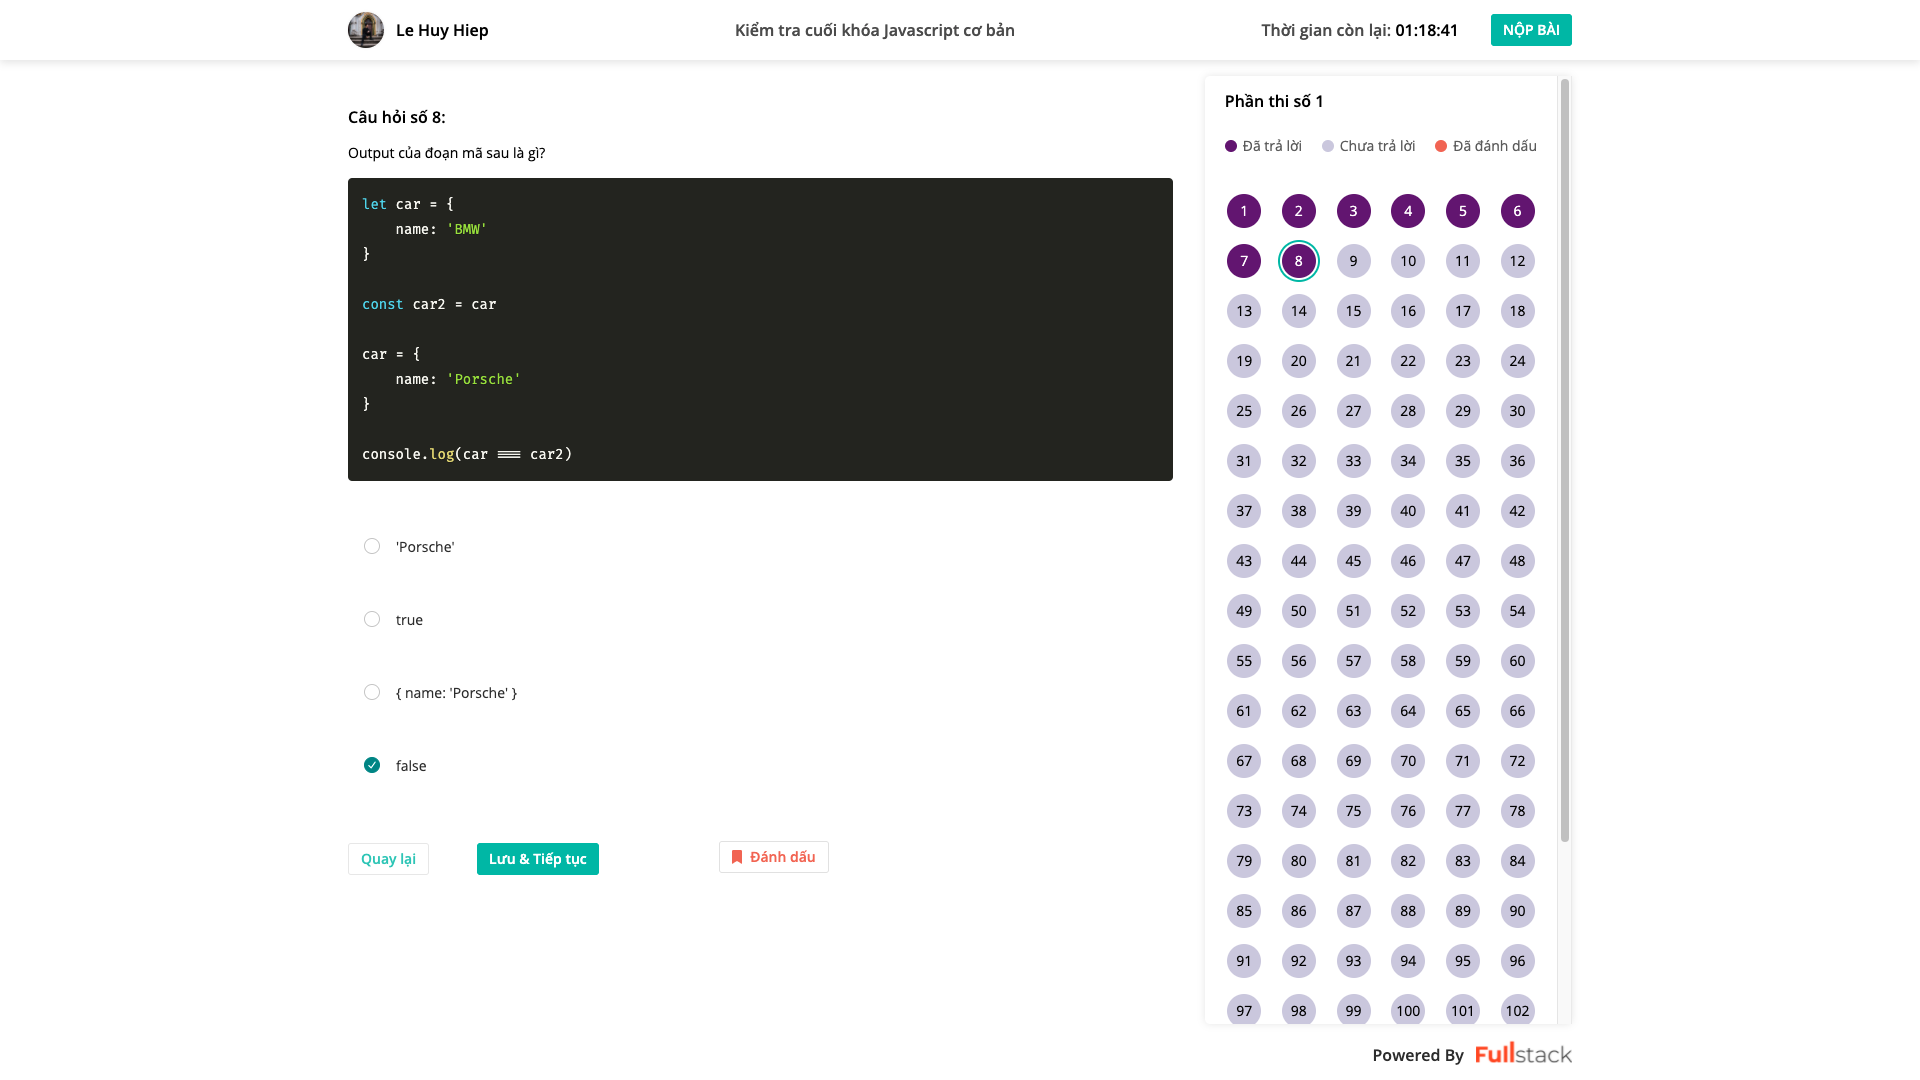 Le Huy Hiep
Kiểm tra cuối khóa Javascript cơ bản
Thời gian còn lại: 01:18:41
NỘP BÀI
Câu hỏi số 8:
Output của đoạn mã sau là gì?
let car = {
    name: 'BMW'
}
const car2 = car
car = {
    name: 'Porsche'
}
console.log(car === car2)
'Porsche'
true
{ name: 'Porsche' }
false
Quay lại
Lưu & Tiếp tục
Đánh dấu
Phần thi số 1
Đã trả lời
Chưa trả lời
Đã đánh dấu
1 2 3 4 5 6
7 8 9 10 11 12
13 14 15 16 17 18
19 20 21 22 23 24
25 26 27 28 29 30
31 32 33 34 35 36
37 38 39 40 41 42
43 44 45 46 47 48
49 50 51 52 53 54
55 56 57 58 59 60
61 62 63 64 65 66
67 68 69 70 71 72
73 74 75 76 77 78
79 80 81 82 83 84
85 86 87 88 89 90
91 92 93 94 95 96
97 98 99 100 101 102
Powered By Fullstack